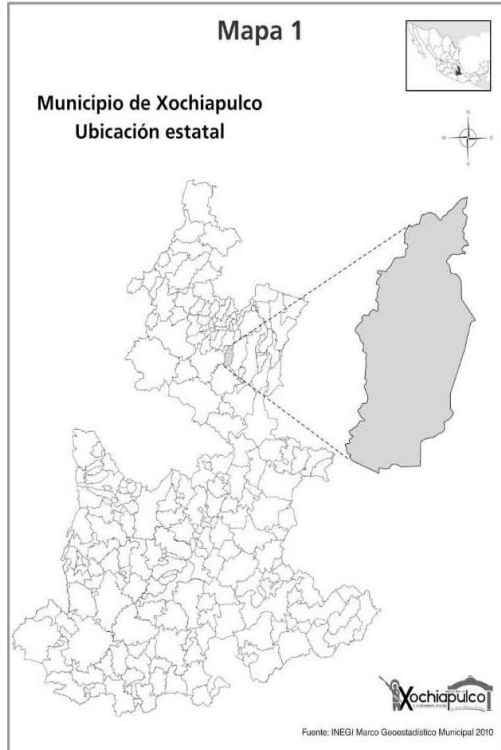 Mapa 1
Municipio de Xochiapulco
Ubicación estatal
N
E
Xochiapulco
Fuente: INEGI Marco Geoestadístico Municipal 2010